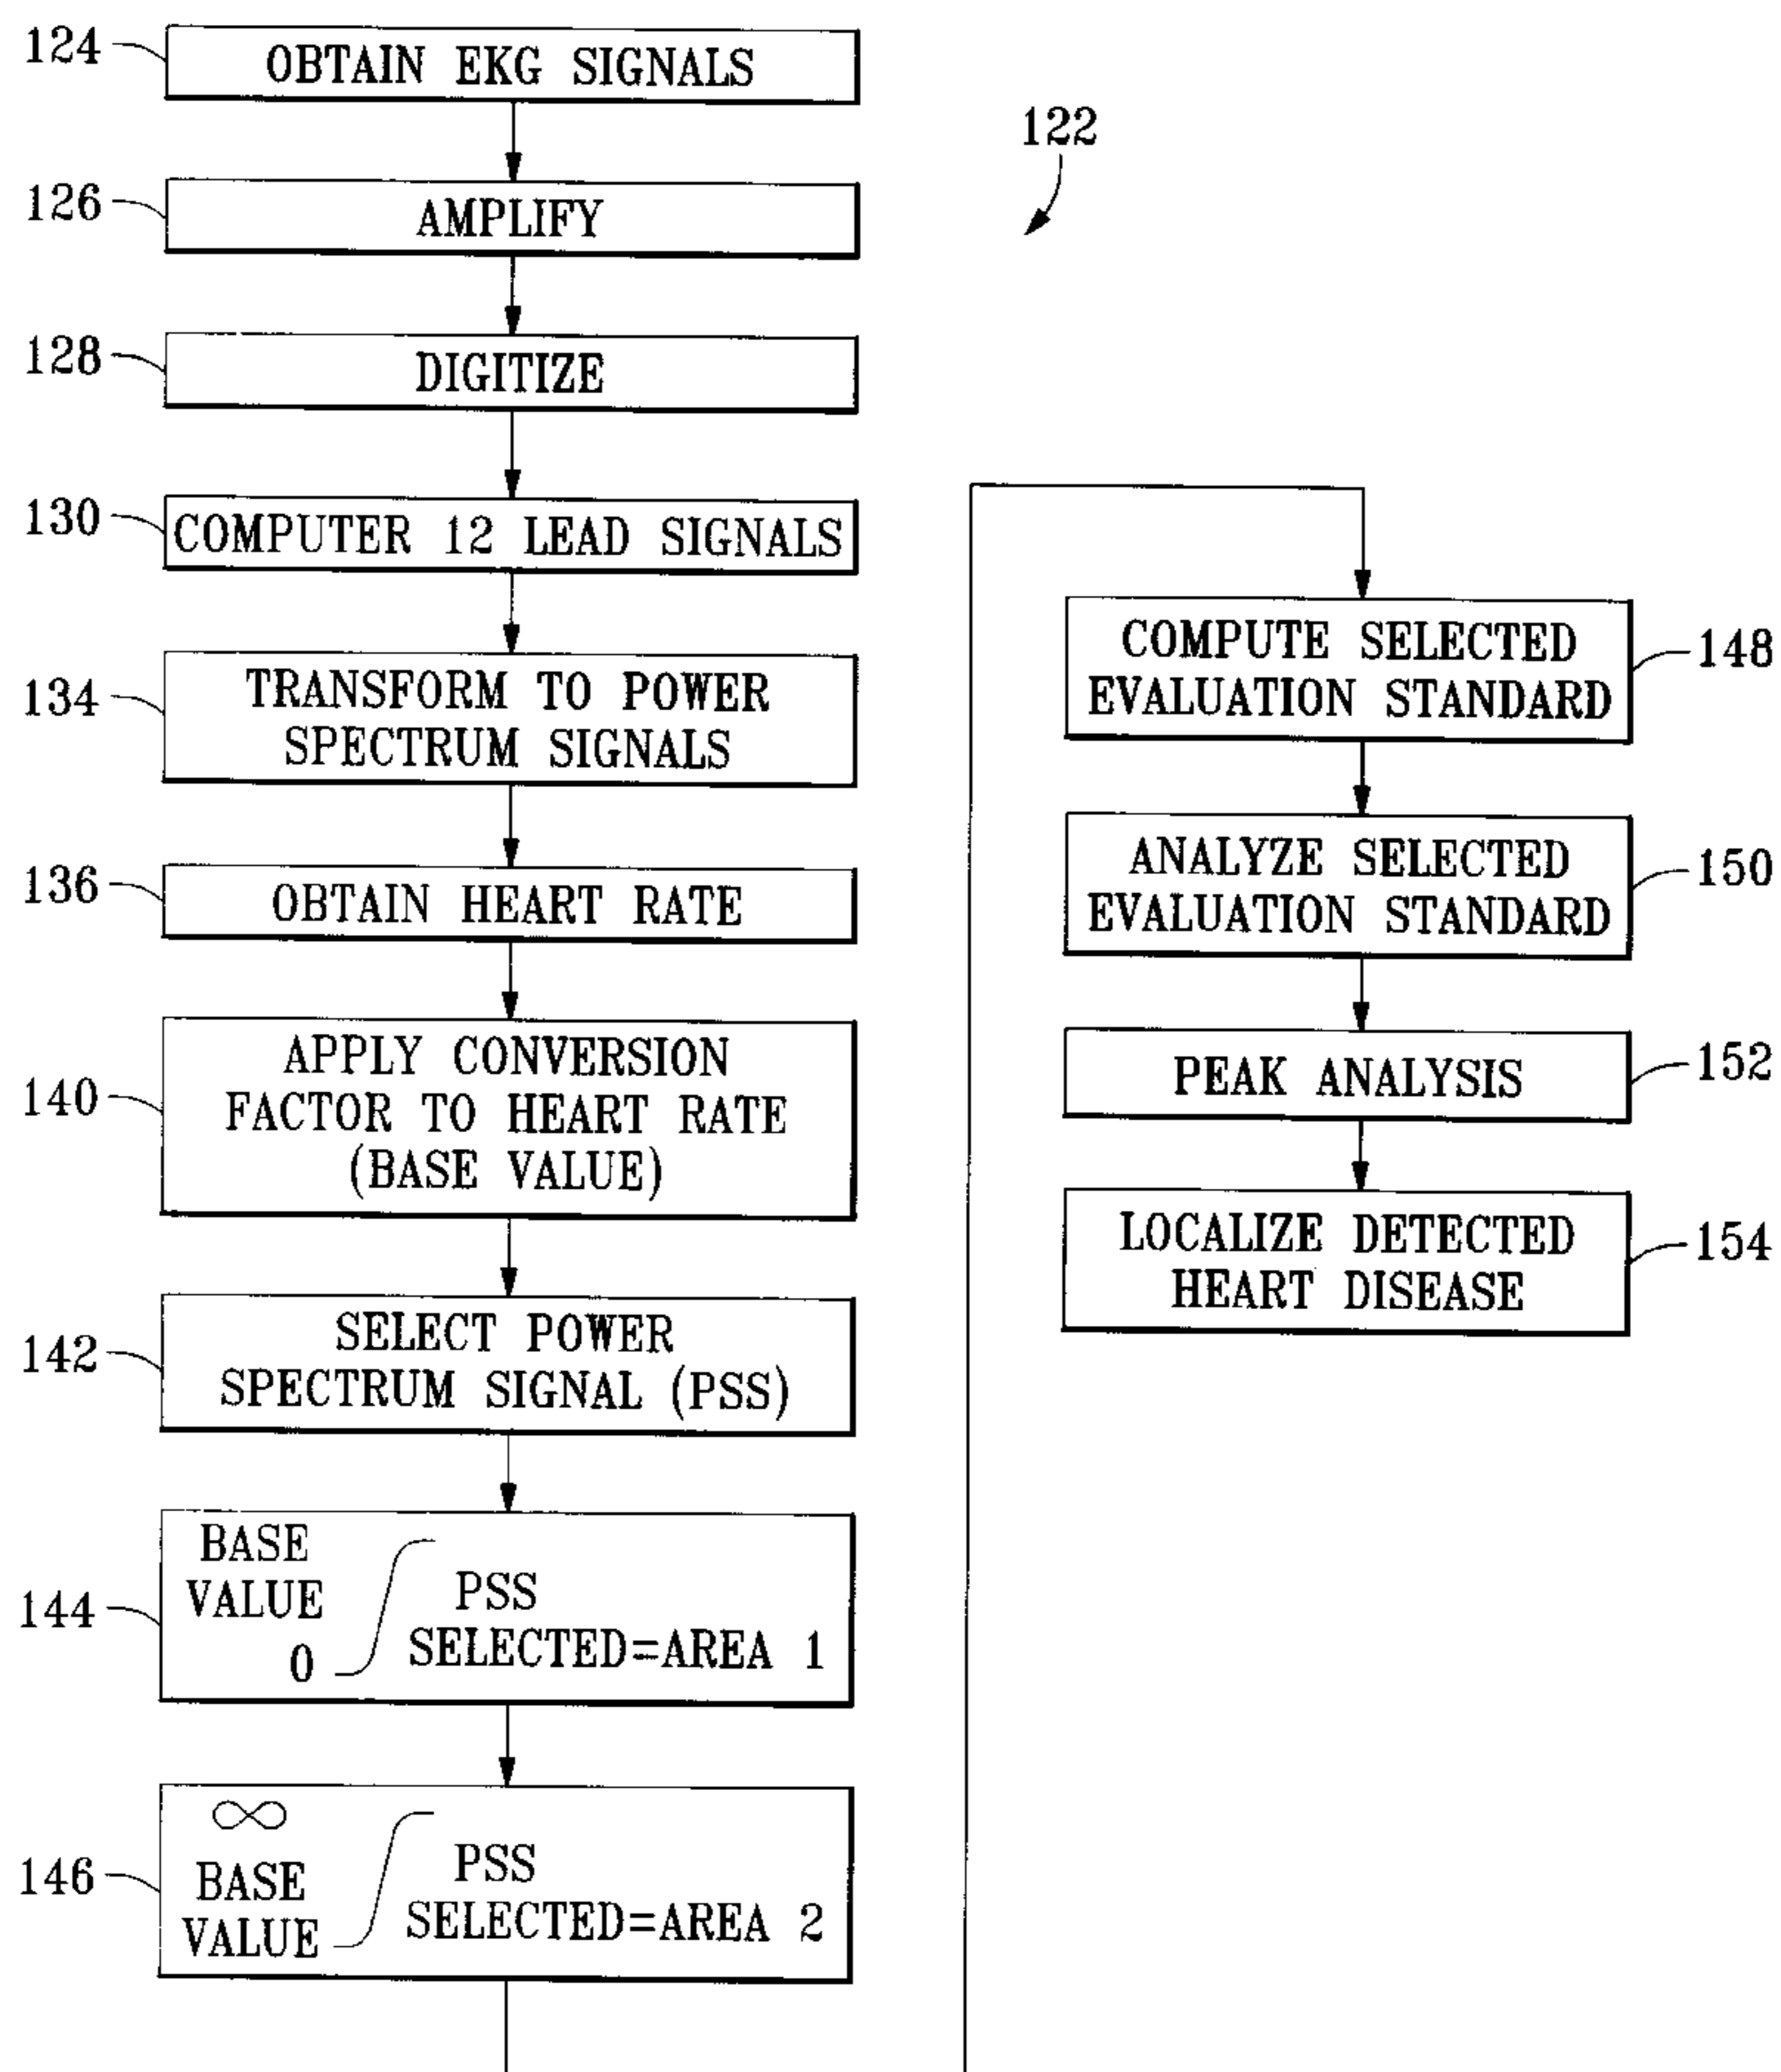 124
OBTAIN EKG SIGNALS
122
126
AMPLIFY
128
DIGITIZE
130
COMPUTER 12 LEAD SIGNALS
134
TRANSFORM TO POWER
SPECTRUM SIGNALS
136
OBTAIN HEART RATE
140
APPLY CONVERSION
FACTOR TO HEART RATE
(BASE VALUE)
142
SELECT POWER
SPECTRUM SIGNAL (PSS)
144
BASE
VALUE
0
PSS
SELECTED=AREA 1
146
∞
BASE
VALUE
PSS
SELECTED=AREA 2
COMPUTE SELECTED
EVALUATION STANDARD
148
ANALYZE SELECTED
EVALUATION STANDARD
150
PEAK ANALYSIS
152
LOCALIZE DETECTED
HEART DISEASE
154